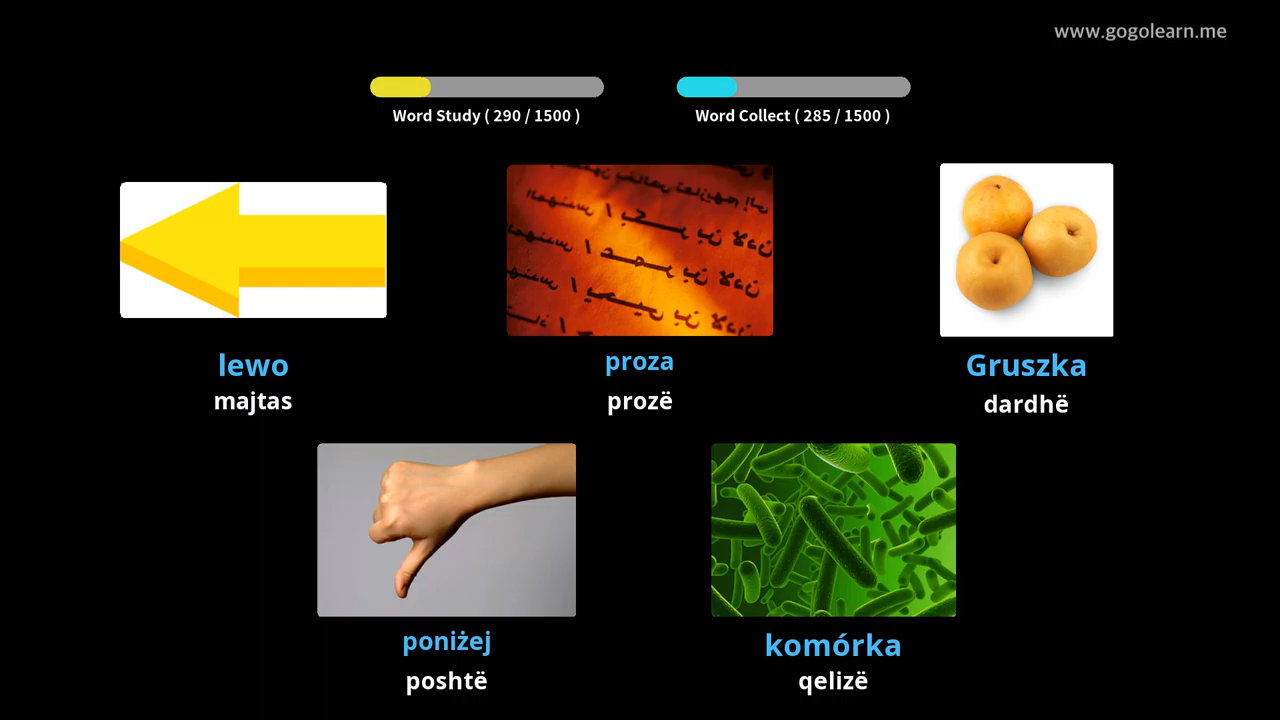 www.gogolearn.me
Word Study ( 290 / 1500 )
Word Collect ( 285 / 1500 )
lewo
majtas
proza
prozë
Gruszka
dardhë
poniżej
poshtë
komórka
qelizë